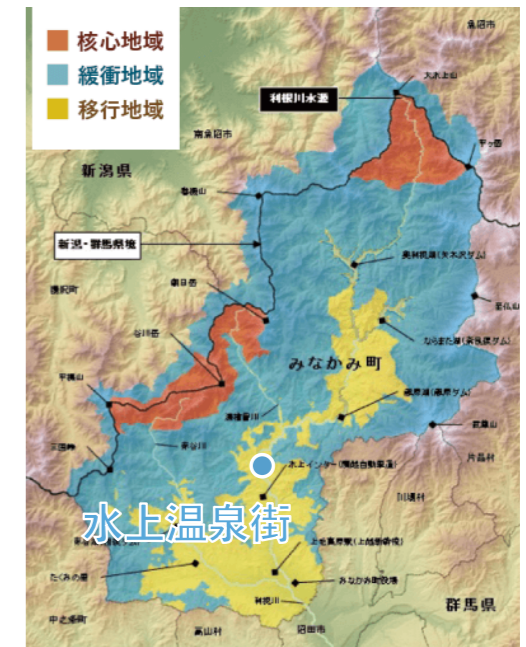 核心地域
緩衝地域
移行地域
魚沼市
大水上山
利根川水源
南魚沼市
平ヶ岳
新潟県
巻機山
新潟・群馬県境
奥利根湖(矢木沢ダム)
湯沢町
朝日岳
至仏山
谷川岳
ならまた湖(奈良俣ダム)
みなかみ町
平標山
藤原湖(藤原ダム)
湯檜曽川
武尊山
三国峠
赤谷川
片品村
水上インター(関越自動車道)
川場村
水上温泉街
上毛高原駅(上越新幹線)
たくみの里
みなかみ町役場
利根川
群馬県
中之条町
高山村
沼田市